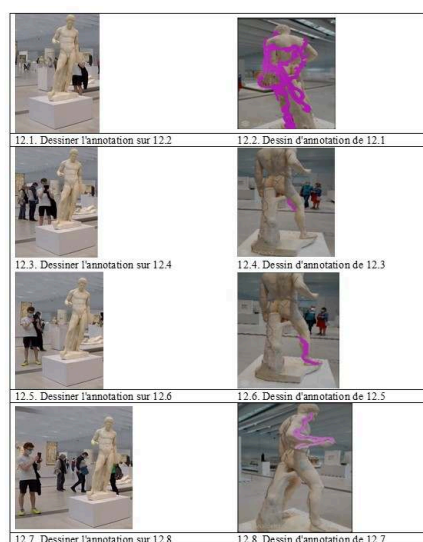 12.1. Dessiner l'annotation sur 12.2
12.2. Dessin d'annotation de 12.1
12.3. Dessiner l'annotation sur 12.4
12.4. Dessin d'annotation de 12.3
12.5. Dessiner l'annotation sur 12.6
12.6. Dessin d'annotation de 12.5
12.7. Dessiner l'annotation sur 12.8
12.8. Dessin d'annotation de 12.7